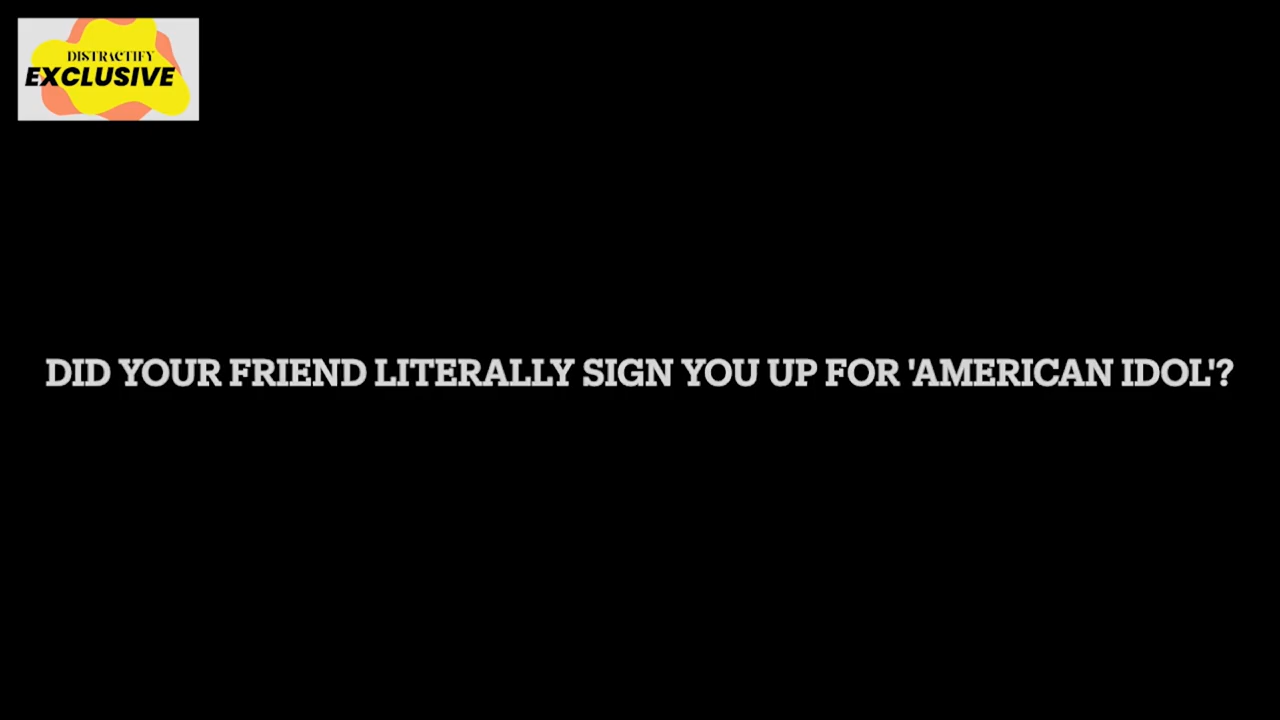 DISTRACTIFY
EXCLUSIVE
DID YOUR FRIEND LITERALLY SIGN YOU UP FOR 'AMERICAN IDOL'?